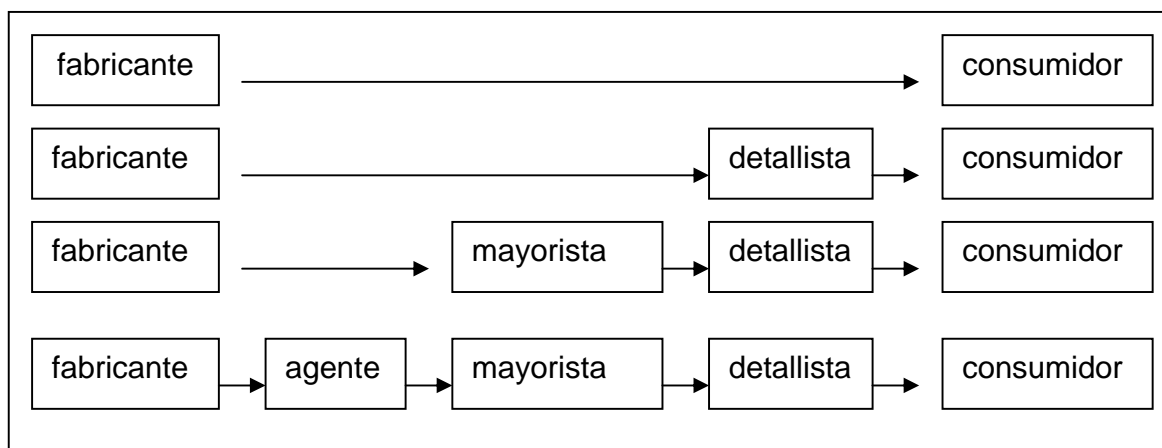 fabricante consumidor
fabricante detallista consumidor
fabricante mayorista detallista consumidor
fabricante agente mayorista detallista consumidor